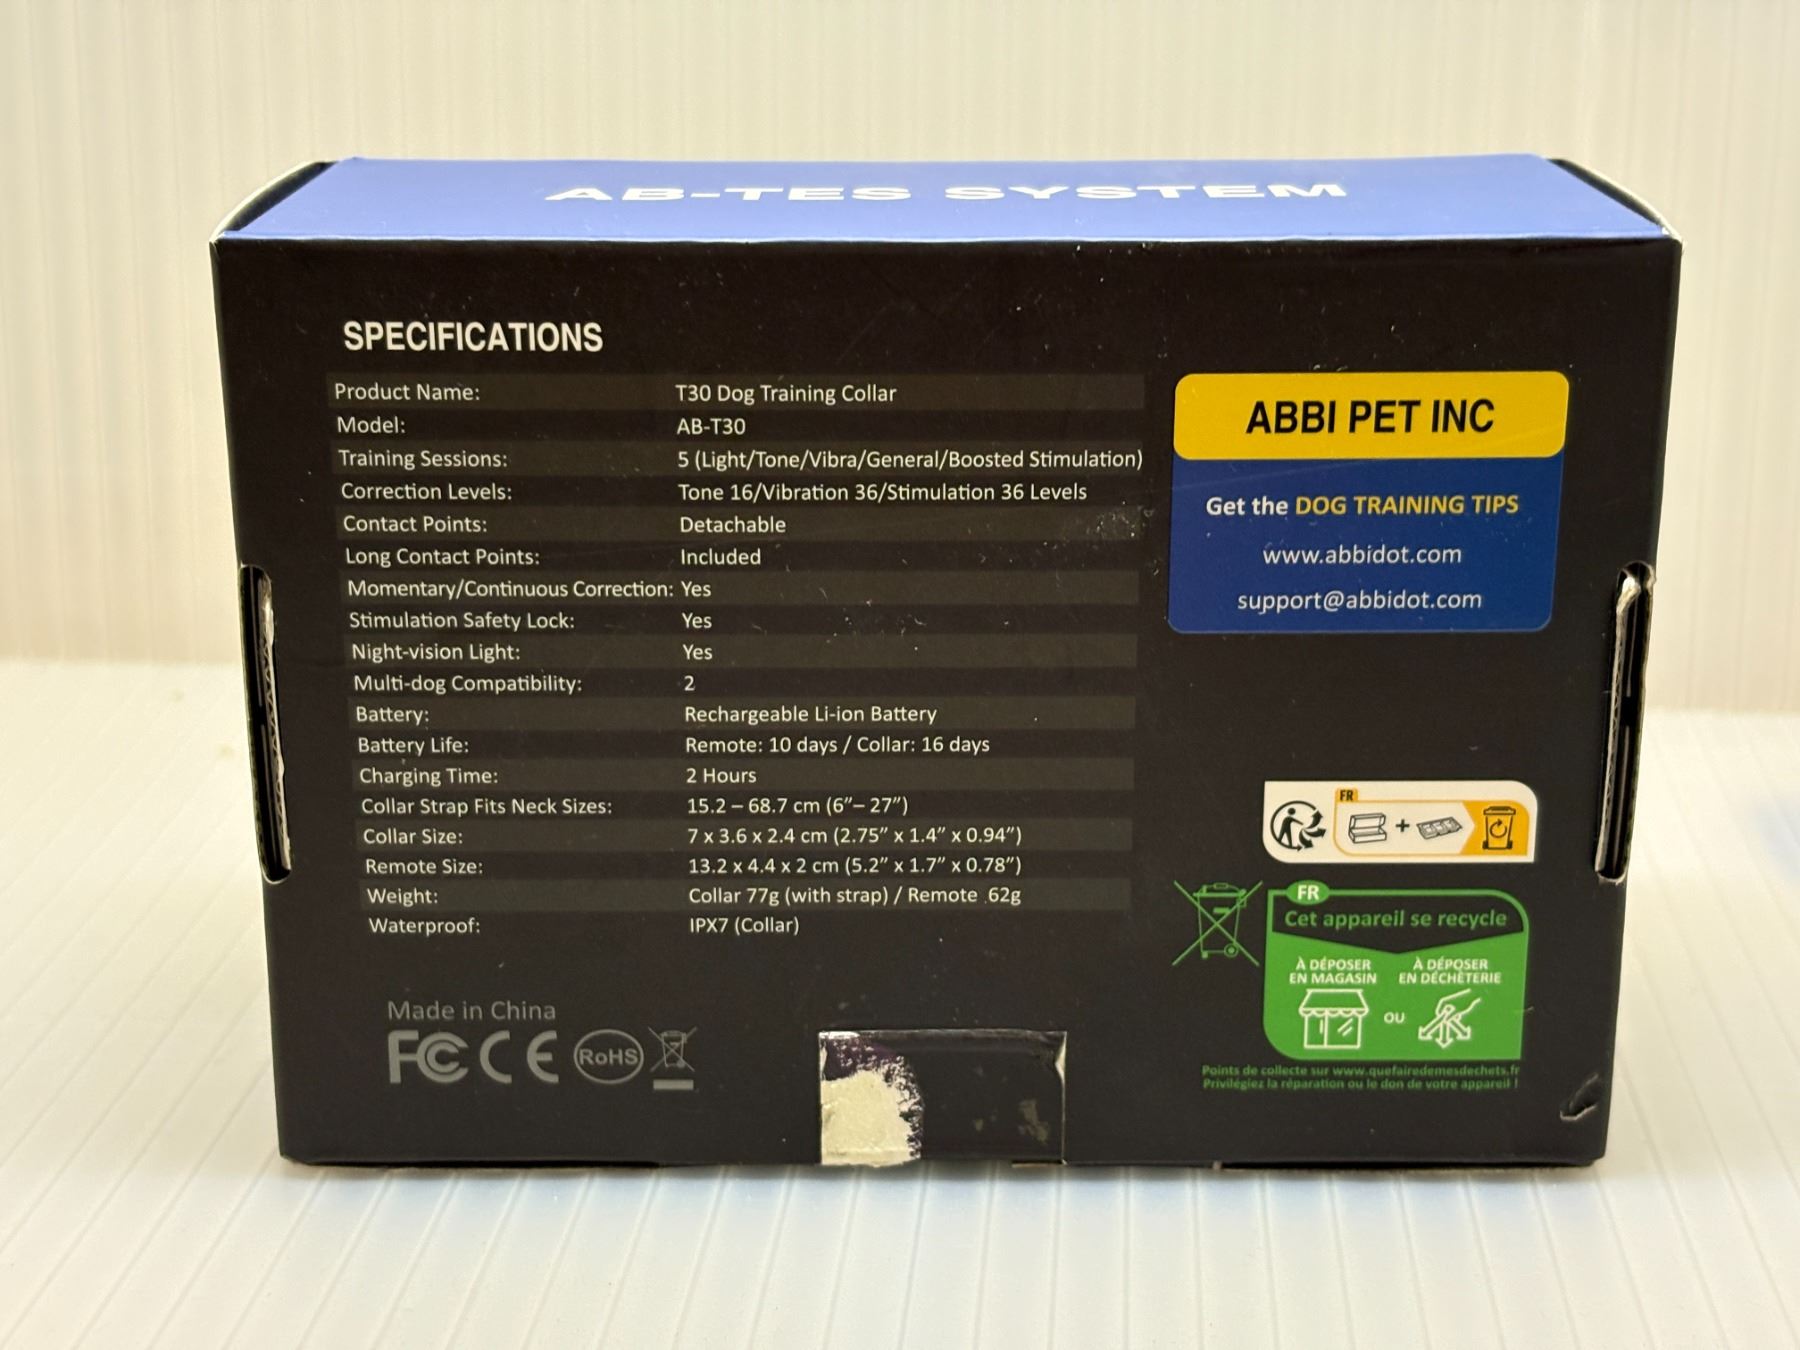 AB-TES SYSTEM
SPECIFICATIONS
Product Name: T30 Dog Training Collar
Model: AB-T30
Training Sessions: 5 (Light/Tone/Vibra/General/Boosted Stimulation)
Correction Levels: Tone 16/Vibration 36/Stimulation 36 Levels
Contact Points: Detachable
Long Contact Points: Included
Momentary/Continuous Correction: Yes
Stimulation Safety Lock: Yes
Night-vision Light: Yes
Multi-dog Compatibility: 2
Battery: Rechargeable Li-ion Battery
Battery Life: Remote: 10 days / Collar: 16 days
Charging Time: 2 Hours
Collar Strap Fits Neck Sizes: 15.2 – 68.7 cm (6”– 27”)
Collar Size: 7 x 3.6 x 2.4 cm (2.75” x 1.4” x 0.94”)
Remote Size: 13.2 x 4.4 x 2 cm (5.2” x 1.7” x 0.78”)
Weight: Collar 77g (with strap) / Remote 62g
Waterproof: IPX7 (Collar)
Made in China
FC CE RoHS
ABBI PET INC
Get the DOG TRAINING TIPS
www.abbidot.com
support@abbidot.com
FR
+
FR
Cet appareil se recycle
À DÉPOSER
EN MAGASIN
OU
À DÉPOSER
EN DÉCHÈTERIE
Points de collecte sur www.quefairedemesdechets.fr
Privilégiez la réparation ou le don de votre appareil !